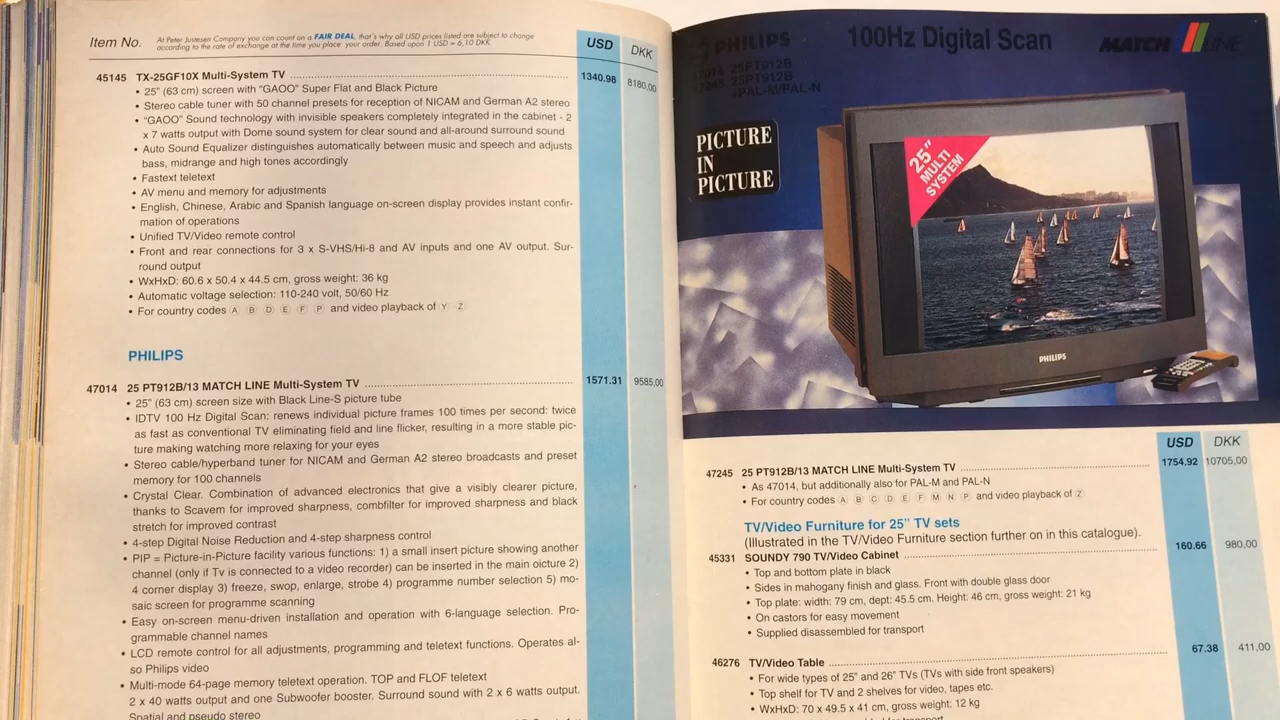 Item No.
At Peter Justesen Company you can count on a FAIR DEAL, that's why all USD prices listed are subject to change
according to the rate of exchange at the time you place your order. Based upon 1 USD = 6,10 DKK.
USD DKK
45145 TX-25GF10X Multi-System TV 1340.98 8180,00
• 25" (63 cm) screen with "GAOO" Super Flat and Black Picture
• Stereo cable tuner with 50 channel presets for reception of NICAM and German A2 stereo
• "GAOO" Sound technology with invisible speakers completely integrated in the cabinet - 2
x 7 watts output with Dome sound system for clear sound and all-around surround sound
• Auto Sound Equalizer distinguishes automatically between music and speech and adjusts
bass, midrange and high tones accordingly
• Fastext teletext
• AV menu and memory for adjustments
• English, Chinese, Arabic and Spanish language on-screen display provides instant confir-
mation of operations
• Unified TV/Video remote control
• Front and rear connections for 3 x S-VHS/Hi-8 and AV inputs and one AV output. Sur-
round output
• WxHxD: 60.6 x 50.4 x 44.5 cm, gross weight: 36 kg
• Automatic voltage selection: 110-240 volt, 50/60 Hz
• For country codes A B D E F P and video playback of Y Z
PHILIPS
47014 25 PT912B/13 MATCH LINE Multi-System TV 1571.31 9585,00
• 25" (63 cm) screen size with Black Line-S picture tube
• IDTV 100 Hz Digital Scan: renews individual picture frames 100 times per second: twice
as fast as conventional TV eliminating field and line flicker, resulting in a more stable pic-
ture making watching more relaxing for your eyes
• Stereo cable/hyperband tuner for NICAM and German A2 stereo broadcasts and preset
memory for 100 channels
• Crystal Clear. Combination of advanced electronics that give a visibly clearer picture,
thanks to Scavem for improved sharpness, combfilter for improved sharpness and black
stretch for improved contrast
• 4-step Digital Noise Reduction and 4-step sharpness control
• PIP = Picture-in-Picture facility various functions: 1) a small insert picture showing another
channel (only if Tv is connected to a video recorder) can be inserted in the main oicture 2)
4 corner display 3) freeze, swop, enlarge, strobe 4) programme number selection 5) mo-
saic screen for programme scanning
• Easy on-screen menu-driven installation and operation with 6-language selection. Pro-
grammable channel names
• LCD remote control for all adjustments, programming and teletext functions. Operates al-
so Philips video
• Multi-mode 64-page memory teletext operation. TOP and FLOF teletext
2 x 40 watts output and one Subwoofer booster. Surround sound with 2 x 6 watts output.
Spatial and pseudo stereo
PHILIPS
47014 25PT912B
47245 25PT912B
+PAL-M/PAL-N
100Hz Digital Scan
MATCH LINE
PICTURE
IN
PICTURE
25"
MULTI
SYSTEM
PHILIPS
USD DKK
47245 25 PT912B/13 MATCH LINE Multi-System TV 1754.92 10705,00
• As 47014, but additionally also for PAL-M and PAL-N
• For country codes A B C D E F M N P and video playback of Z
TV/Video Furniture for 25" TV sets
(Illustrated in the TV/Video Furniture section further on in this catalogue).
45331 SOUNDY 790 TV/Video Cabinet 160.66 980,00
• Top and bottom plate in black
• Sides in mahogany finish and glass. Front with double glass door
• Top plate: width: 79 cm, dept: 45.5 cm. Height: 46 cm, gross weight: 21 kg
• On castors for easy movement
• Supplied disassembled for transport
46276 TV/Video Table 67.38 411,00
• For wide types of 25" and 26" TVs (TVs with side front speakers)
• Top shelf for TV and 2 shelves for video, tapes etc.
• WxHxD: 70 x 49.5 x 41 cm, gross weight: 12 kg